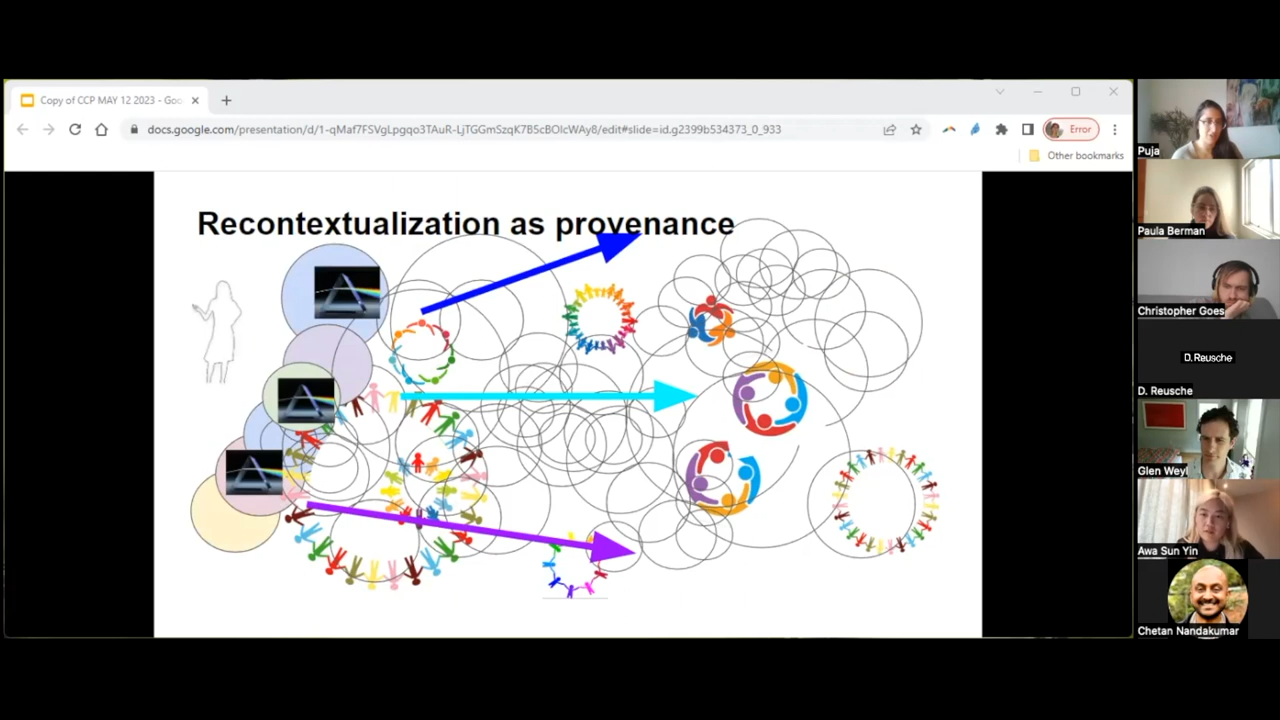 Copy of CCP MAY 12 2023 - Goo
docs.google.com/presentation/d/1-qMaf7FSVgLpgqo3TAuR-LjTGGmSzqK7B5cBOlcWAy8/edit#slide=id.g2399b534373_0_933
Error
Other bookmarks
Recontextualization as provenance
Puja
Paula Berman
Christopher Goes
D. Reusche
D. Reusche
Glen Weyl
Awa Sun Yin
Chetan Nandakumar